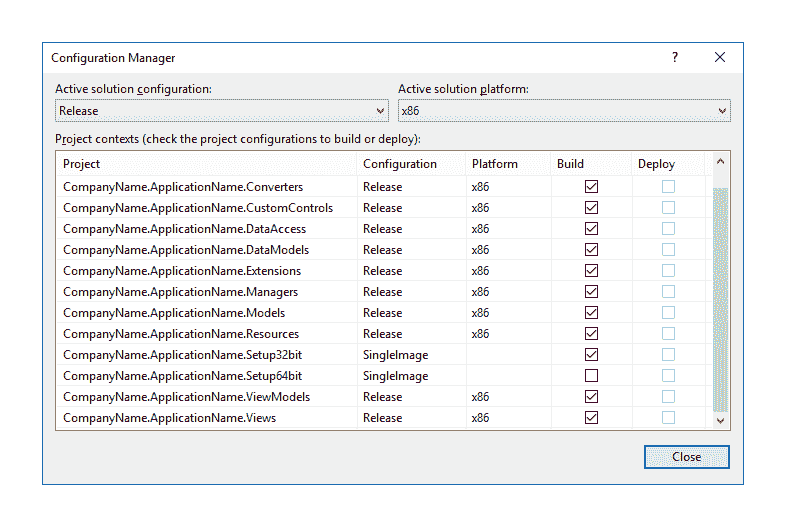 Configuration Manager ?
Active solution configuration: Active solution platform:
Release x86
Project contexts (check the project configurations to build or deploy):
Project Configuration Platform Build Deploy
CompanyName.ApplicationName.Converters Release x86
CompanyName.ApplicationName.CustomControls Release x86
CompanyName.ApplicationName.DataAccess Release x86
CompanyName.ApplicationName.DataModels Release x86
CompanyName.ApplicationName.Extensions Release x86
CompanyName.ApplicationName.Managers Release x86
CompanyName.ApplicationName.Models Release x86
CompanyName.ApplicationName.Resources Release x86
CompanyName.ApplicationName.Setup32bit SingleImage
CompanyName.ApplicationName.Setup64bit SingleImage
CompanyName.ApplicationName.ViewModels Release x86
CompanyName.ApplicationName.Views Release x86
Close